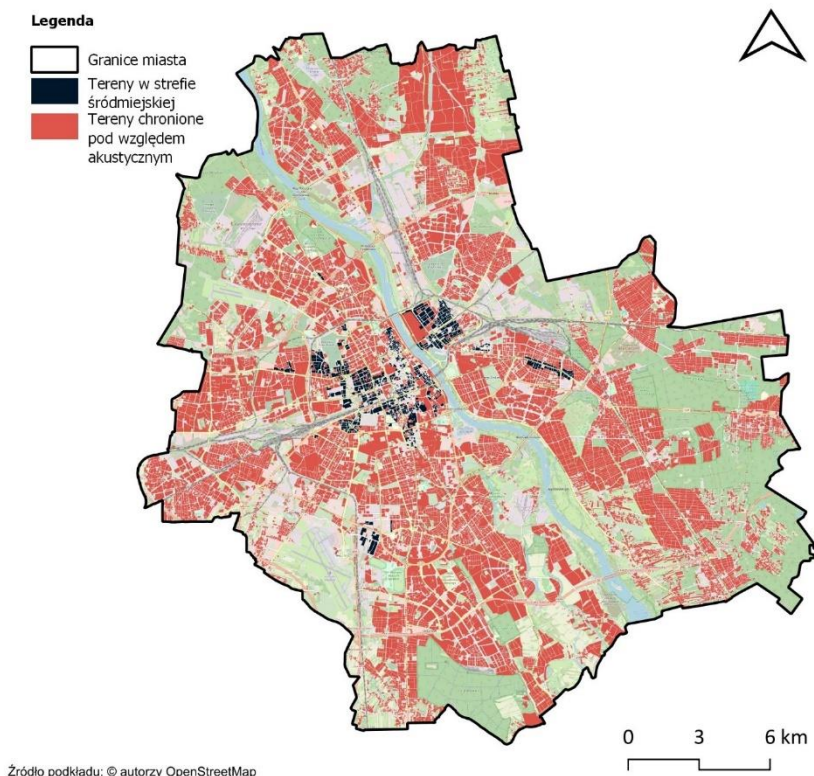 Legenda
Granice miasta
Tereny w strefie
śródmiejskiej
Tereny chronione
pod względem
akustycznym
0 3 6 km
Źródło podkładu: © autorzy OpenStreetMap